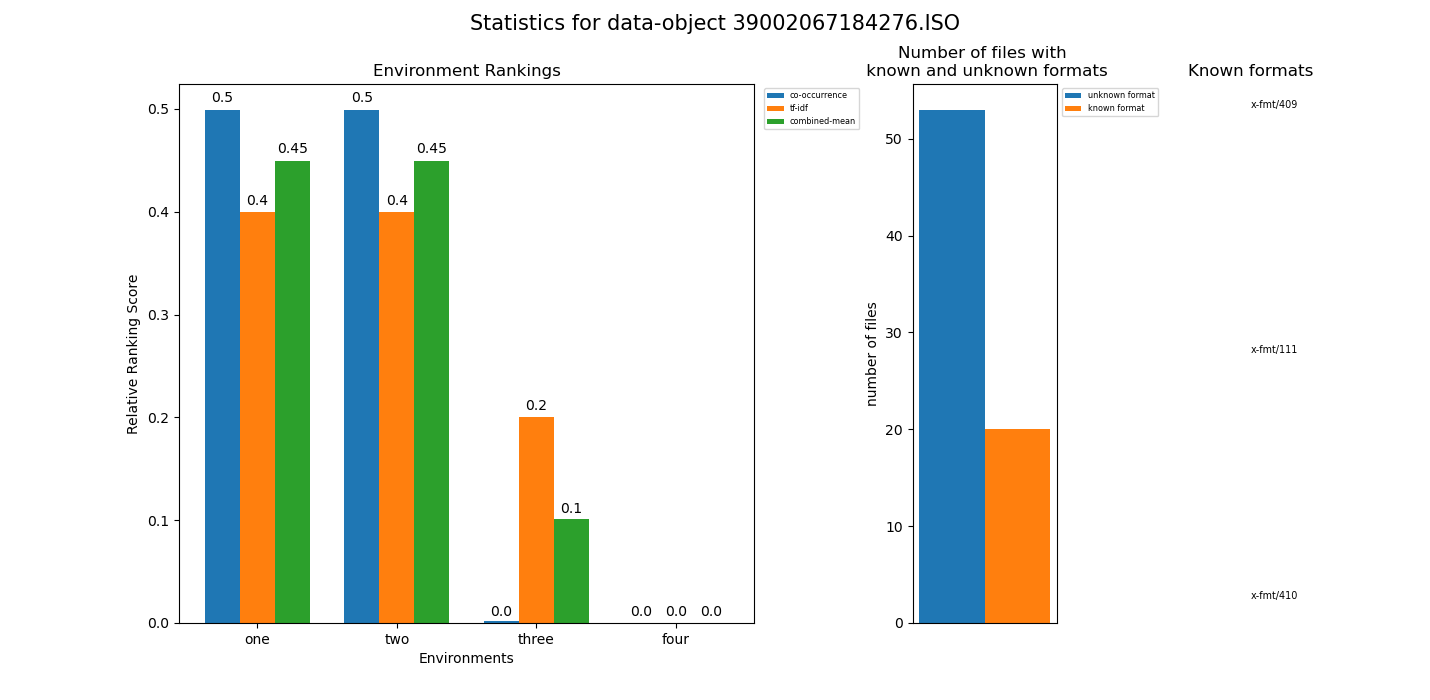 Statistics for data-object 39002067184276.ISO
Environment Rankings
Relative Ranking Score
0.5
0.4
0.3
0.2
0.1
0.0
0.5
0.4
0.45
0.5
0.4
0.45
0.0
0.2
0.1
0.0
0.0
0.0
one
two
three
four
Environments
co-occurrence
tf-idf
combined-mean
Number of files with
known and unknown formats
number of files
50
40
30
20
10
0
unknown format
known format
Known formats
x-fmt/409
x-fmt/111
x-fmt/410